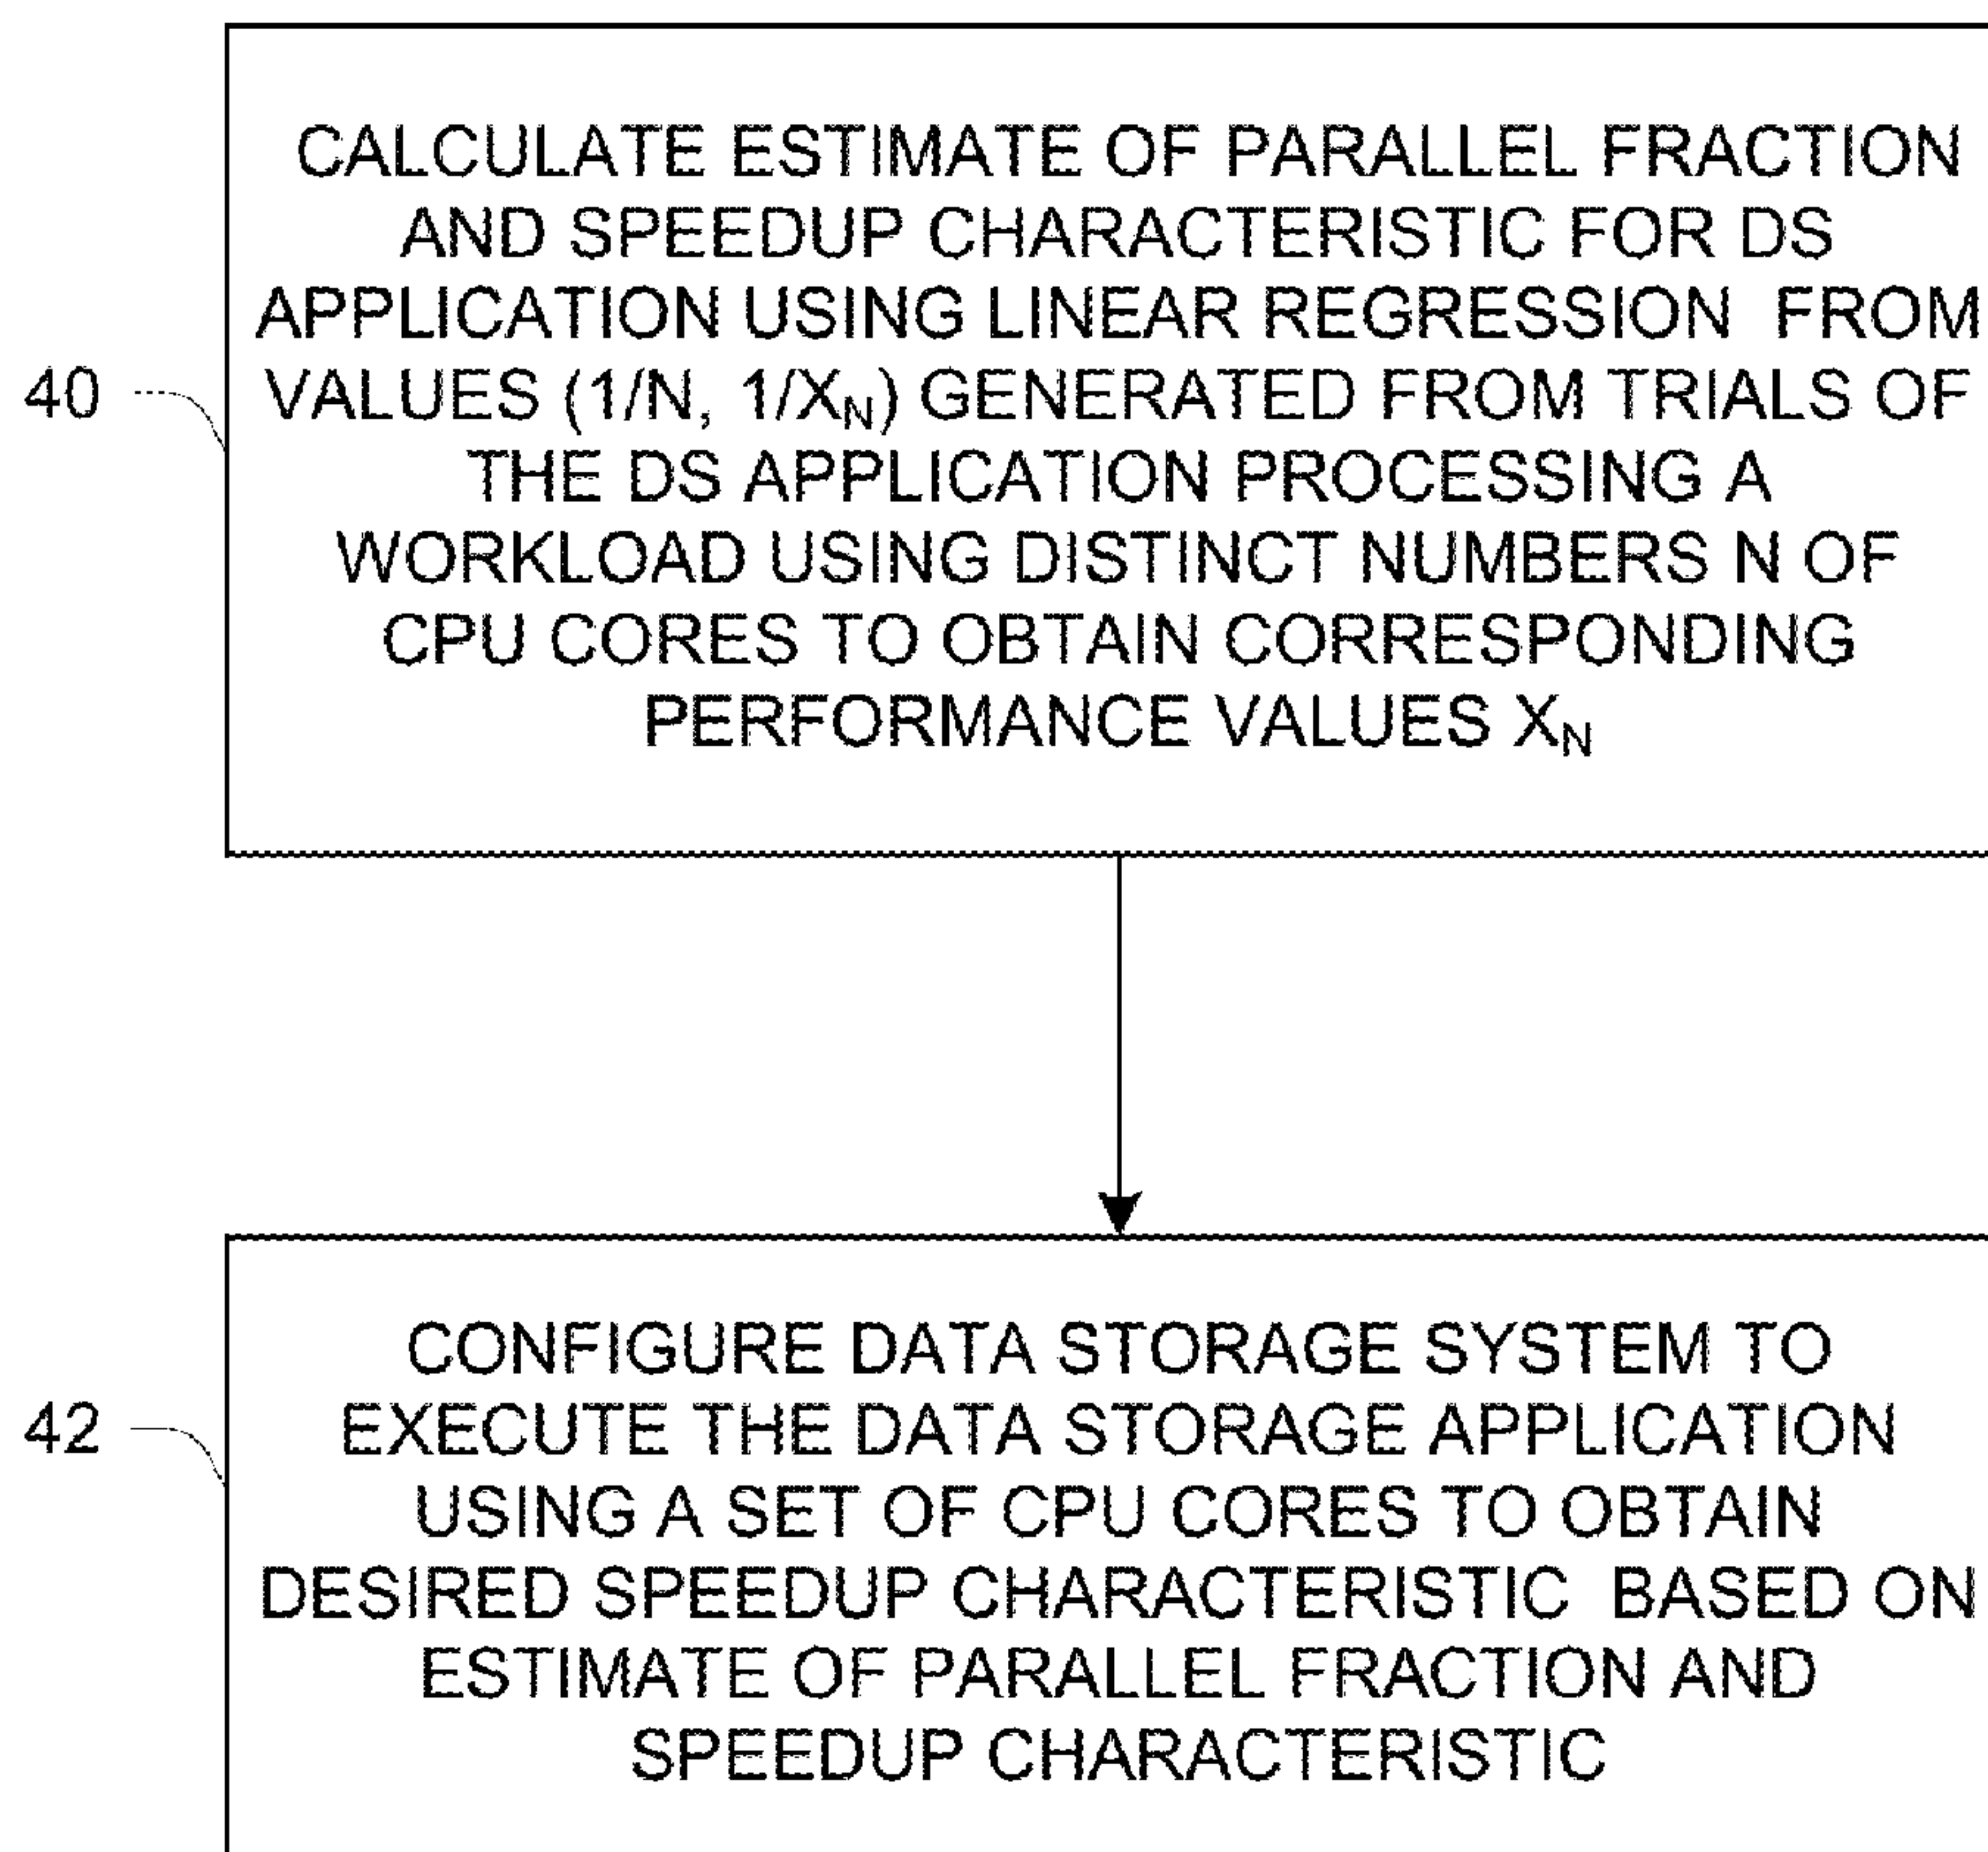 CALCULATE ESTIMATE OF PARALLEL FRACTION
AND SPEEDUP CHARACTERISTIC FOR DS
APPLICATION USING LINEAR REGRESSION FROM
40
VALUES (1/N, 1/X_N) GENERATED FROM TRIALS OF
THE DS APPLICATION PROCESSING A
WORKLOAD USING DISTINCT NUMBERS N OF
CPU CORES TO OBTAIN CORRESPONDING
PERFORMANCE VALUES X_N
CONFIGURE DATA STORAGE SYSTEM TO
42
EXECUTE THE DATA STORAGE APPLICATION
USING A SET OF CPU CORES TO OBTAIN
DESIRED SPEEDUP CHARACTERISTIC BASED ON
ESTIMATE OF PARALLEL FRACTION AND
SPEEDUP CHARACTERISTIC